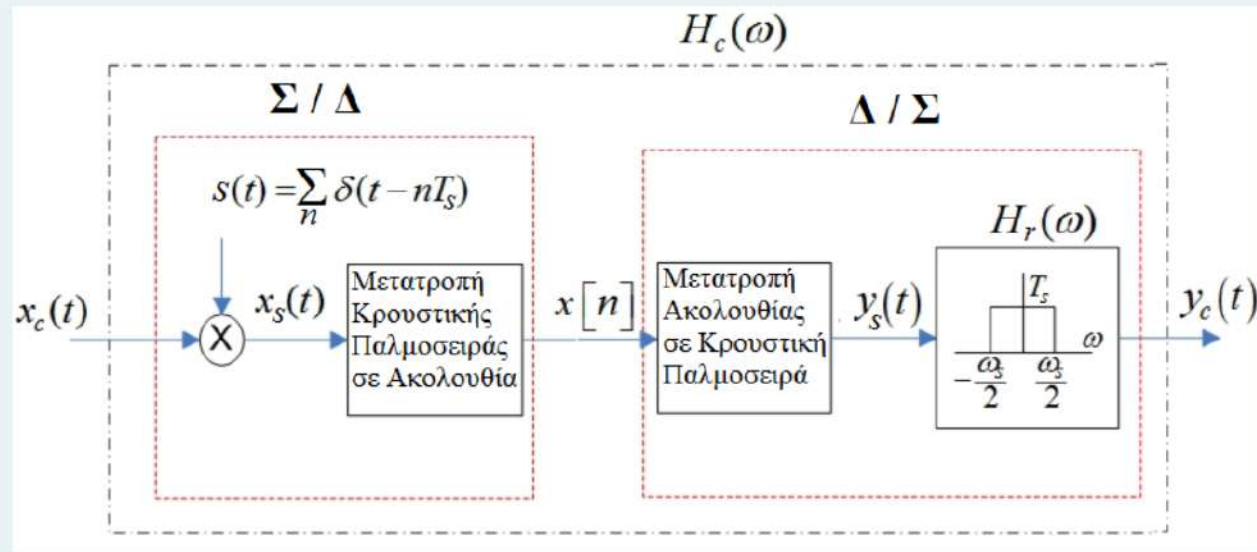 H_c(ω)
Σ / Δ
Δ / Σ
s(t) = ∑_n δ(t − nT_s)
H_r(ω)
x_c(t)
X
x_s(t)
Μετατροπή
Κρουστικής
Παλμοσειράς
σε Ακολουθία
x[n]
Μετατροπή
Ακολουθίας
σε Κρουστική
Παλμοσειρά
y_s(t)
T_s
ω
−ω_s/2
ω_s/2
y_c(t)